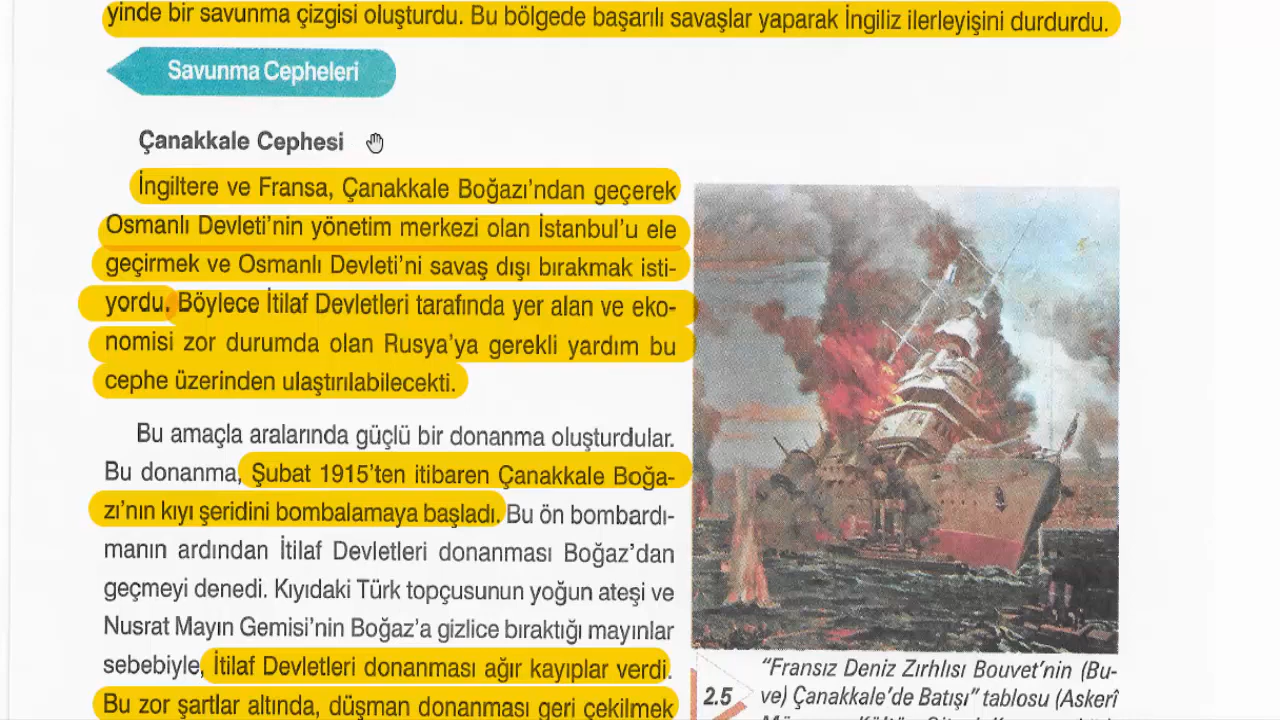 yinde bir savunma çizgisi oluşturdu. Bu bölgede başarılı savaşlar yaparak İngiliz ilerleyişini durdurdu.
Savunma Cepheleri
Çanakkale Cephesi
İngiltere ve Fransa, Çanakkale Boğazı’ndan geçerek
Osmanlı Devleti’nin yönetim merkezi olan İstanbul’u ele
geçirmek ve Osmanlı Devleti’ni savaş dışı bırakmak isti-
yordu. Böylece İtilaf Devletleri tarafında yer alan ve eko-
nomisi zor durumda olan Rusya’ya gerekli yardım bu
cephe üzerinden ulaştırılabilecekti.
Bu amaçla aralarında güçlü bir donanma oluşturdular.
Bu donanma, Şubat 1915’ten itibaren Çanakkale Boğa-
zı’nın kıyı şeridini bombalamaya başladı. Bu ön bombardı-
manın ardından İtilaf Devletleri donanması Boğaz’dan
geçmeyi denedi. Kıyıdaki Türk topçusunun yoğun ateşi ve
Nusrat Mayın Gemisi’nin Boğaz’a gizlice bıraktığı mayınlar
sebebiyle, İtilaf Devletleri donanması ağır kayıplar verdi.
Bu zor şartlar altında, düşman donanması geri çekilmek
2.5
“Fransız Deniz Zırhlısı Bouvet’nin (Bu-
ve) Çanakkale’de Batışı” tablosu (Askerî